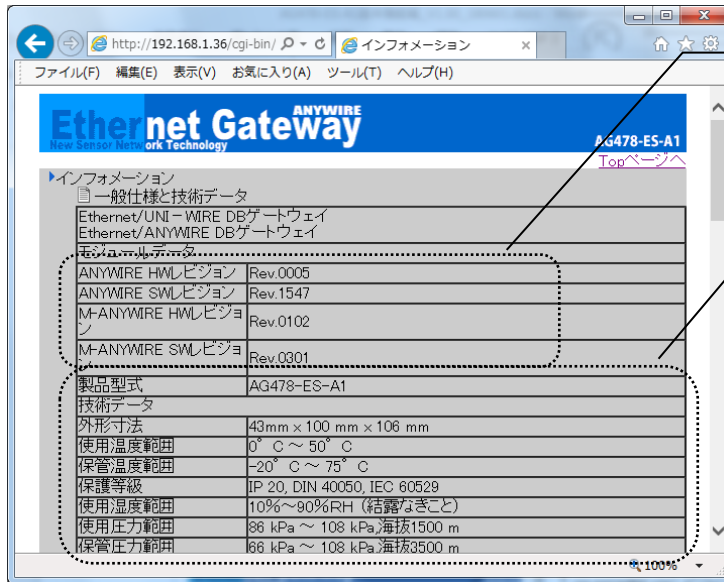 http://192.168.1.36/cgi-bin/
インフォメーション
ファイル(F) 編集(E) 表示(V) お気に入り(A) ツール(T) ヘルプ(H)
Ethernet Gateway
ANYWIRE
New Sensor Network Technology
AG478-ES-A1
Topページへ
インフォメーション
一般仕様と技術データ
Ethernet/UNI－WIRE DBゲートウェイ
Ethernet/ANYWIRE DBゲートウェイ
モジュールデータ
ANYWIRE HWレビジョン Rev.0005
ANYWIRE SWレビジョン Rev.1547
M-ANYWIRE HWレビジョン Rev.0102
M-ANYWIRE SWレビジョン Rev.0301
製品型式 AG478-ES-A1
技術データ
外形寸法 43mm x 100 mm x 106 mm
使用温度範囲 0°C～50°C
保管温度範囲 -20°C～75°C
保護等級 IP 20, DIN 40050, IEC 60529
使用湿度範囲 10%～90%RH (結露なきこと)
使用圧力範囲 86 kPa～108 kPa,海抜1500 m
保管圧力範囲 66 kPa～108 kPa,海抜3500 m
100%